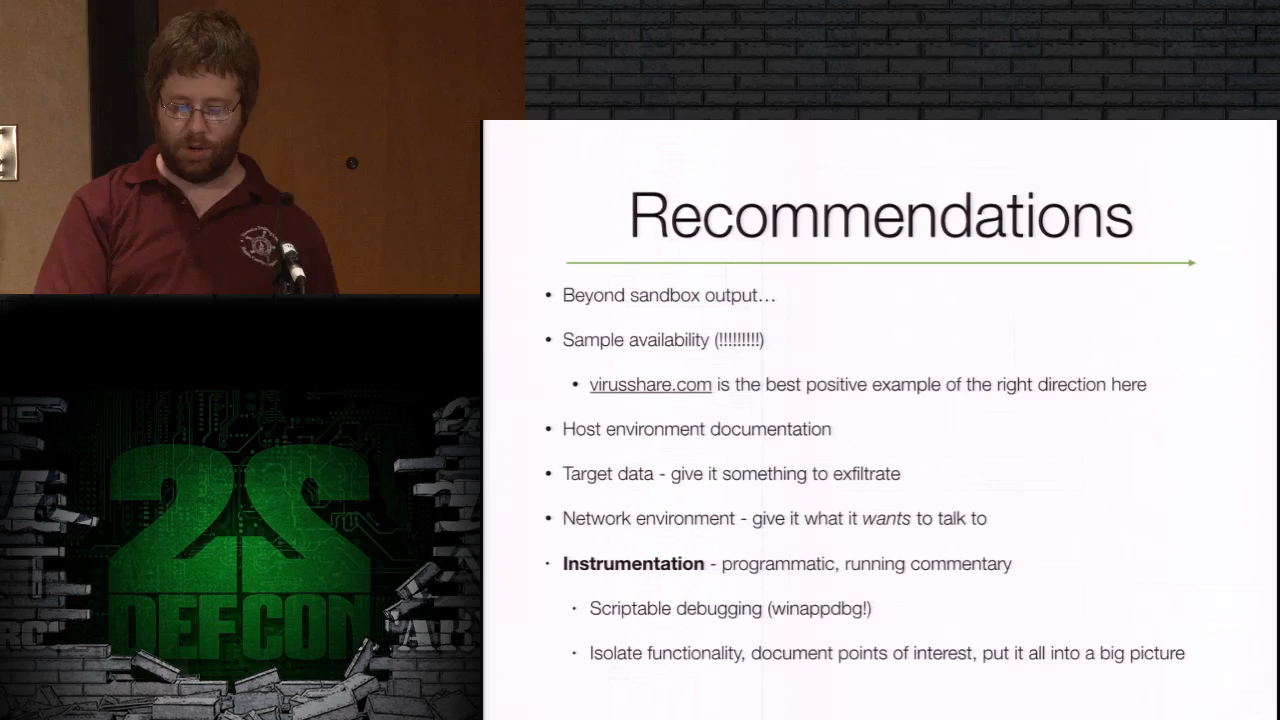 Recommendations
• Beyond sandbox output…
• Sample availability (!!!!!!!!!)
• virusshare.com is the best positive example of the right direction here
• Host environment documentation
• Target data - give it something to exfiltrate
• Network environment - give it what it wants to talk to
• Instrumentation - programmatic, running commentary
• Scriptable debugging (winappdbg!)
• Isolate functionality, document points of interest, put it all into a big picture
22
DEFCON